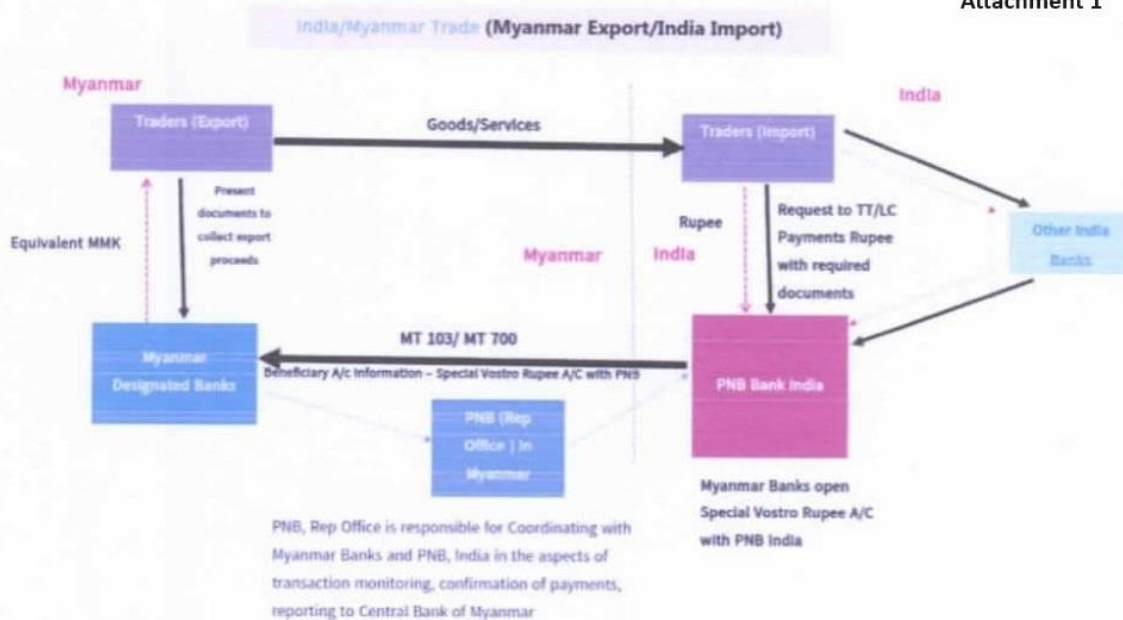 Attachment 1
India/Myanmar Trade (Myanmar Export/India Import)
Myanmar
India
Traders (Export)
Goods/Services
Traders (Import)
Present
documents to
collect export
proceeds
Equivalent MMK
Rupee
Request to TT/LC
Payments Rupee
with required
documents
Other India
Banks
Myanmar
India
Myanmar
Designated Banks
MT 103/ MT 700
Beneficiary A/c Information – Special Vostro Rupee A/C with PNB
PNB Bank India
PNB (Rep
Office ) In
Myanmar
Myanmar Banks open
Special Vostro Rupee A/C
with PNB India
PNB, Rep Office is responsible for Coordinating with
Myanmar Banks and PNB, India in the aspects of
transaction monitoring, confirmation of payments,
reporting to Central Bank of Myanmar